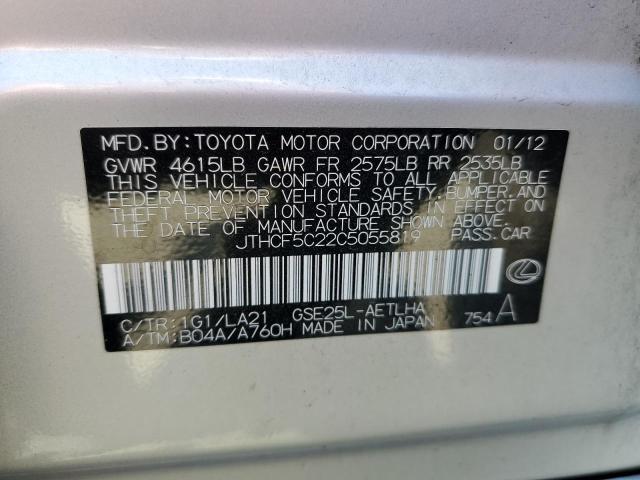 MFD.BY:TOYOTA MOTOR CORPORATION 01/12
GVWR 4615LB GAWR FR 2575LB RR 2535LB
THIS VEHICLE CONFORMS TO ALL APPLICABLE
FEDERAL MOTOR VEHICLE SAFETY,BUMPER,AND
THEFT PREVENTION STANDARDS IN EFFECT ON
THE DATE OF MANUFACTURE SHOWN ABOVE.
JTHCF5C22C5055819 PASS.CAR
C/TR:1G1/LA21 GSE25L-AETLHA
A/TM:B04A/A760H MADE IN JAPAN 754 A